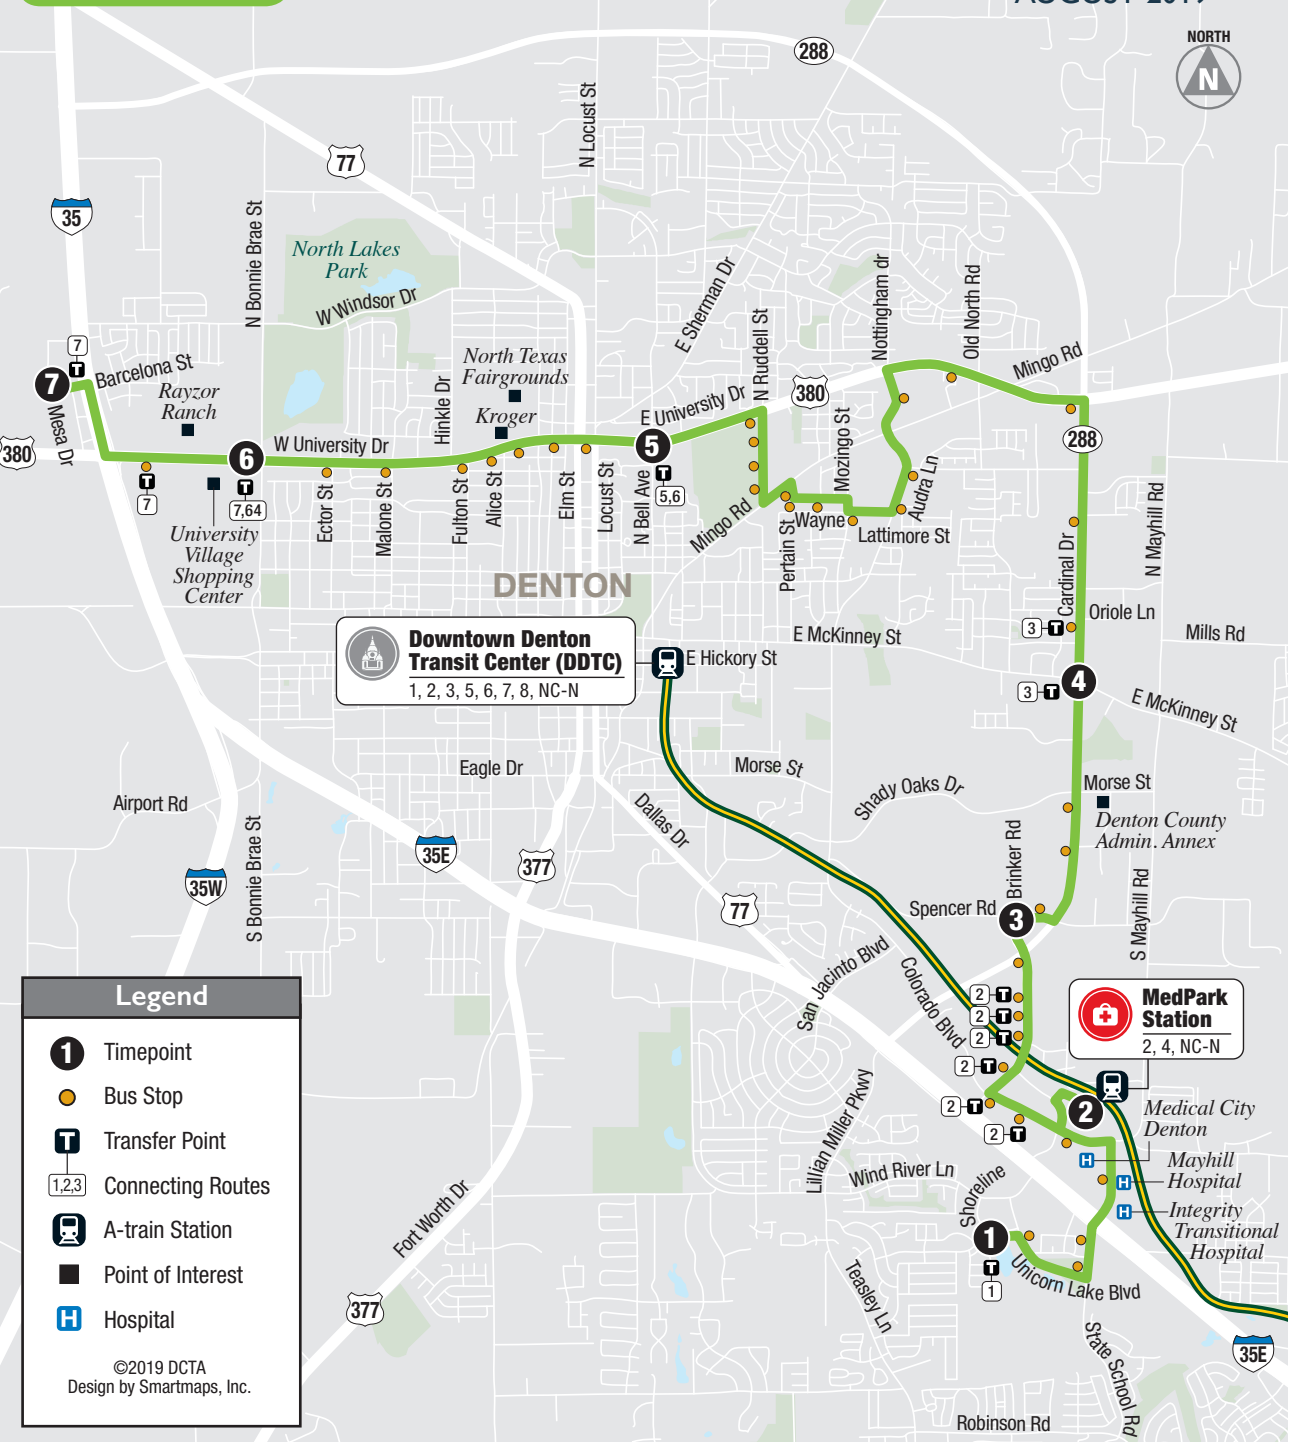 AUGUST 2019
NORTH
N
288
N Locust St
77
35
N Bonnie Brae St
North Lakes
Park
W Windsor Dr
E Sherman Dr
Nottingham dr
Old North Rd
N Ruddell St
Mingo Rd
7
Barcelona St
7
Mesa Dr
Rayzor
Ranch
Hinkle Dr
North Texas
Fairgrounds
Kroger
E University Dr
380
Mozingo St
288
380
W University Dr
6
5
T
7
T
7,64
T
5,6
University
Village
Shopping
Center
Ector St
Malone St
Fulton St
Alice St
Elm St
Locust St
N Bell Ave
Mingo Rd
Pertain St
Wayne
Lattimore St
Audra Ln
N Mayhill Rd
Cardinal Dr
DENTON
Oriole Ln
3 T
Mills Rd
Downtown Denton
Transit Center (DDTC)
1, 2, 3, 5, 6, 7, 8, NC-N
E Hickory St
E McKinney St
3 T
4
E McKinney St
Eagle Dr
Morse St
Morse St
Shady Oaks Dr
Denton County
Admin. Annex
Airport Rd
Dallas Dr
S Bonnie Brae St
35E
377
35W
77
Brinker Rd
Spencer Rd
3
S Mayhill Rd
San Jacinto Blvd
Colorado Blvd
2 T
2 T
2 T
2 T
2 T
2 T
MedPark
Station
2, 4, NC-N
2
Medical City
Denton
H
Mayhill
Hospital
H
Integrity
Transitional
Hospital
H
Lillian Miller Pkwy
Wind River Ln
Shoreline
1
T
1
Unicorn Lake Blvd
Teasley Ln
Fort Worth Dr
377
State School Rd
35E
Robinson Rd
Legend
1 Timepoint
Bus Stop
T Transfer Point
1,2,3 Connecting Routes
A-train Station
Point of Interest
H Hospital
©2019 DCTA
Design by Smartmaps, Inc.